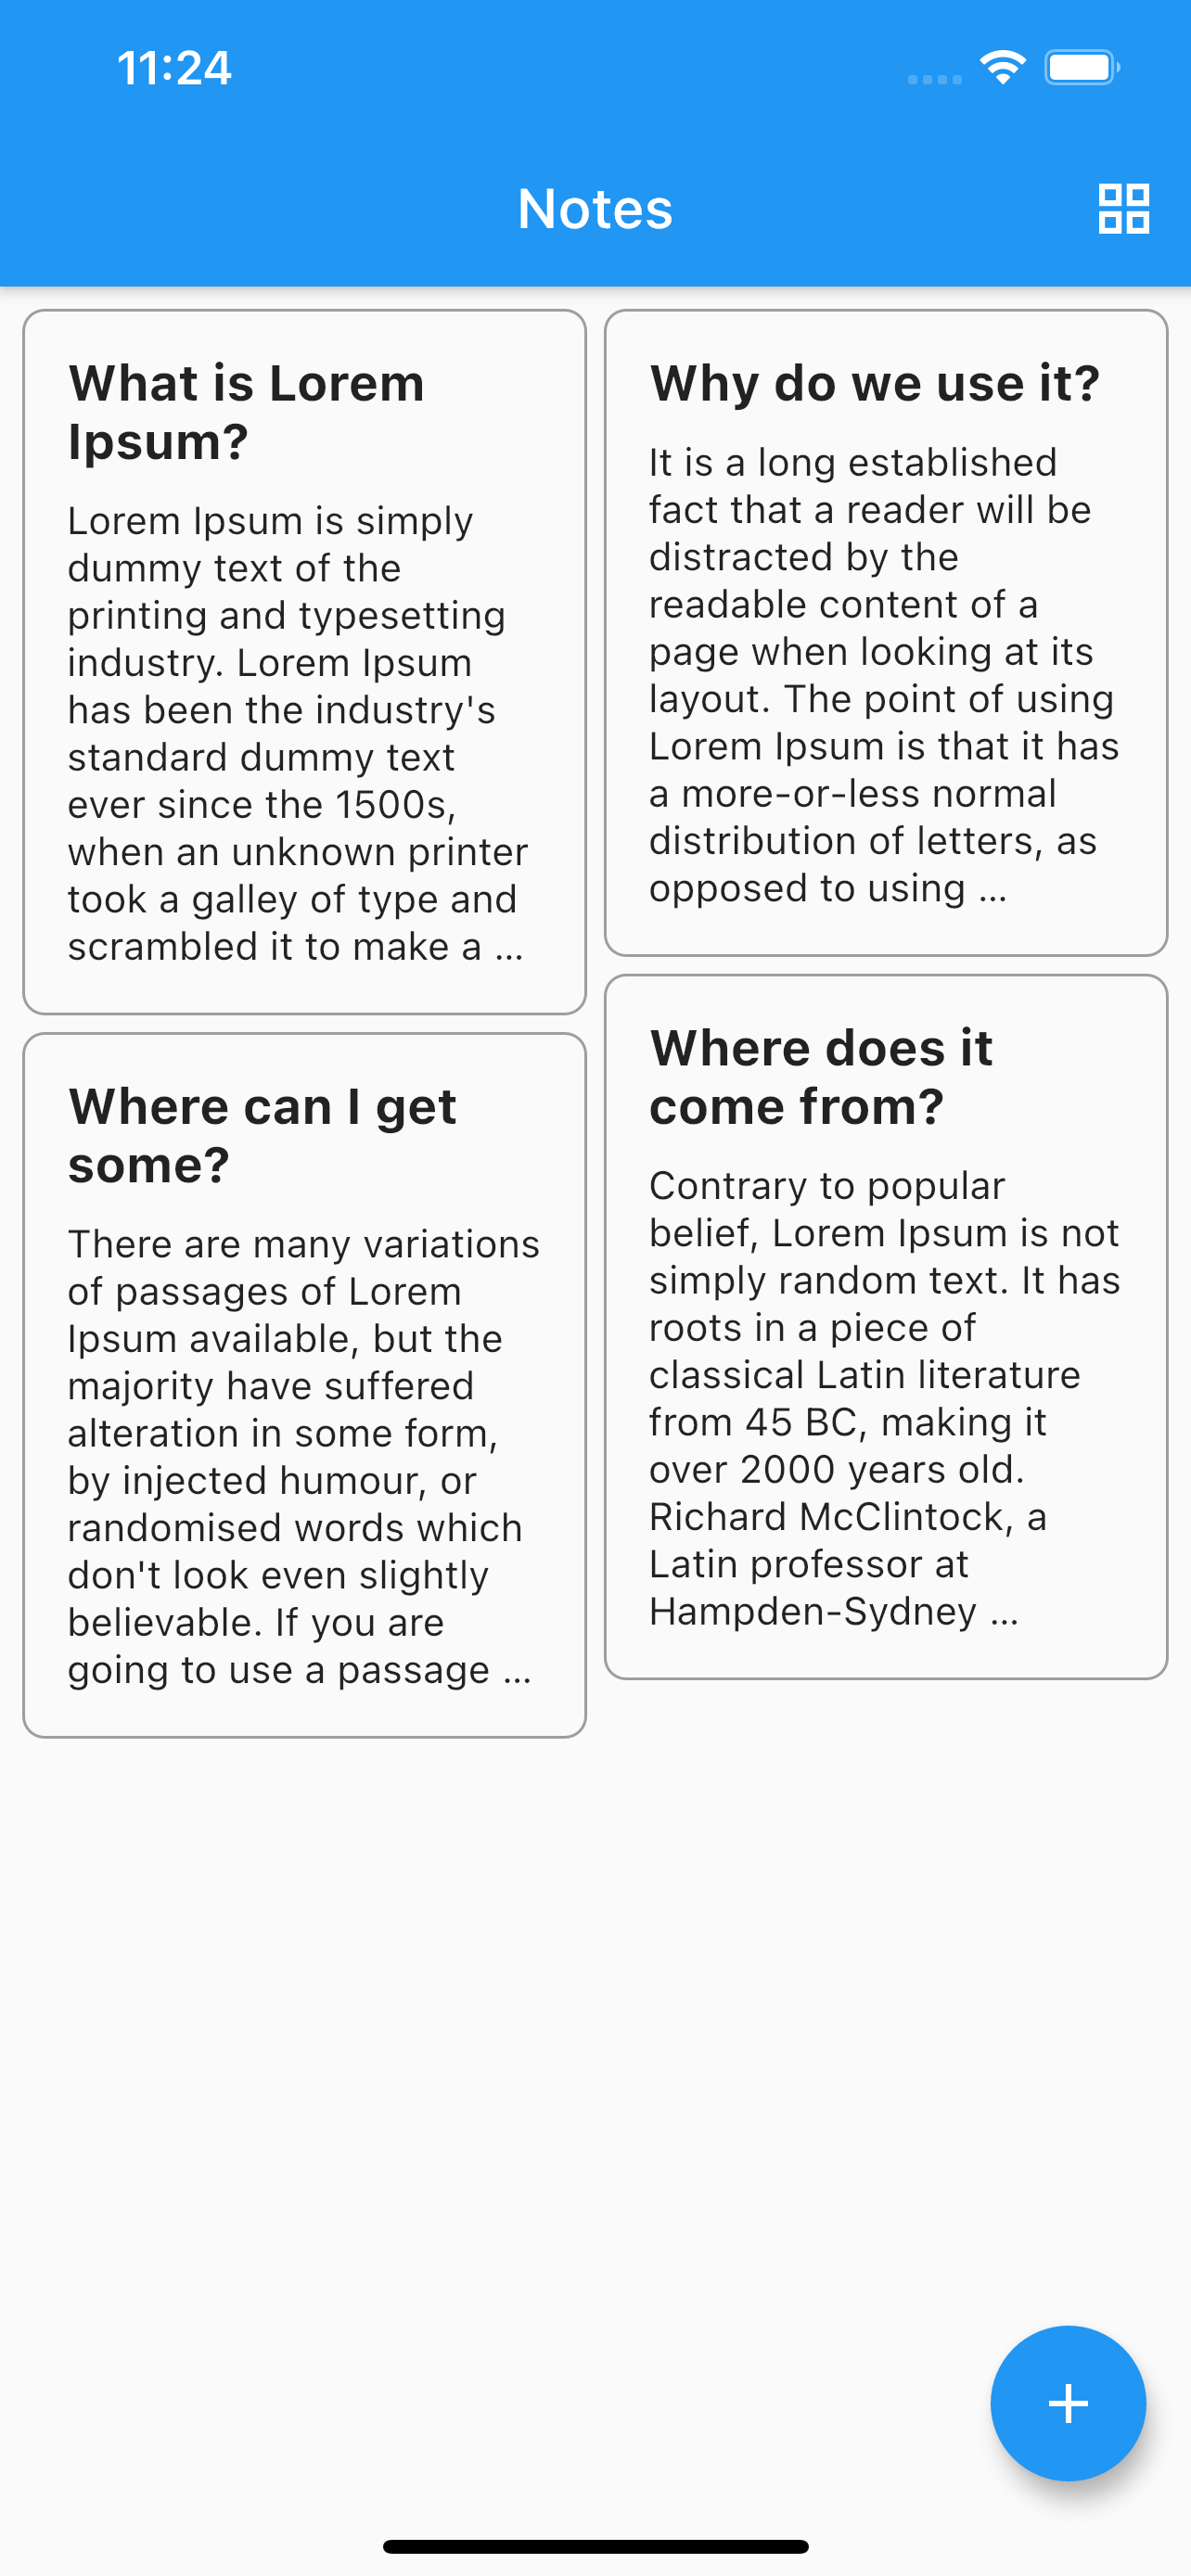 11:24
Notes
What is Lorem
Ipsum?
Lorem Ipsum is simply
dummy text of the
printing and typesetting
industry. Lorem Ipsum
has been the industry's
standard dummy text
ever since the 1500s,
when an unknown printer
took a galley of type and
scrambled it to make a ...
Why do we use it?
It is a long established
fact that a reader will be
distracted by the
readable content of a
page when looking at its
layout. The point of using
Lorem Ipsum is that it has
a more-or-less normal
distribution of letters, as
opposed to using ...
Where can I get
some?
There are many variations
of passages of Lorem
Ipsum available, but the
majority have suffered
alteration in some form,
by injected humour, or
randomised words which
don't look even slightly
believable. If you are
going to use a passage ...
Where does it
come from?
Contrary to popular
belief, Lorem Ipsum is not
simply random text. It has
roots in a piece of
classical Latin literature
from 45 BC, making it
over 2000 years old.
Richard McClintock, a
Latin professor at
Hampden-Sydney ...